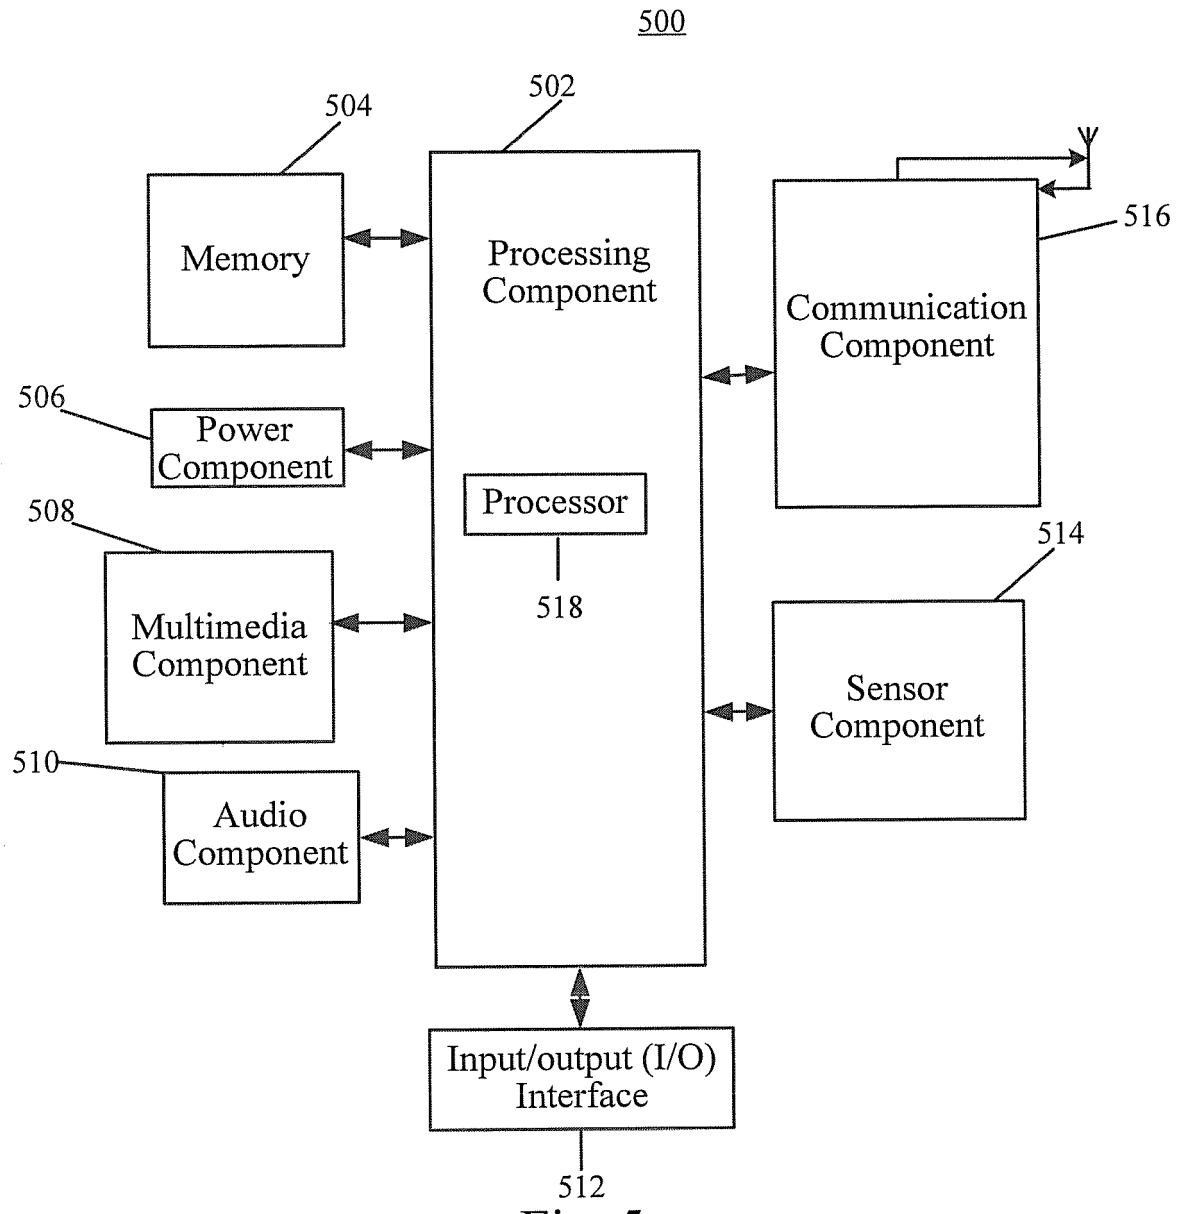 500
502
504
Memory
Processing
Component
516
Communication
Component
506
Power
Component
Processor
518
508
Multimedia
Component
514
Sensor
Component
510
Audio
Component
Input/output (I/O)
Interface
512